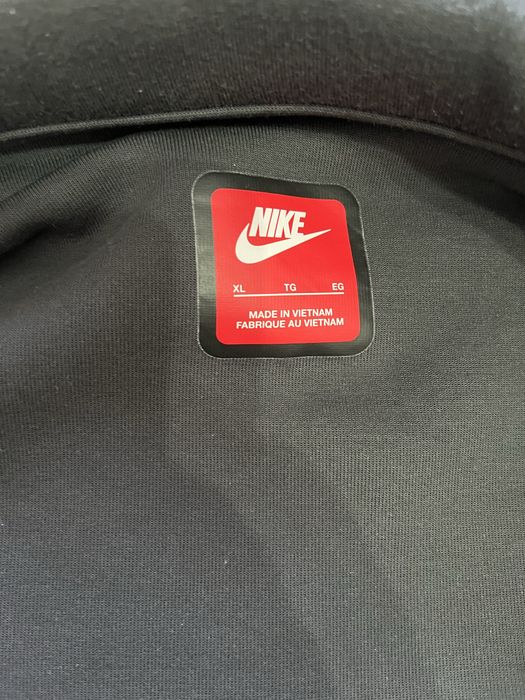 NIKE
XL TG EG
MADE IN VIETNAM
FABRIQUE AU VIETNAM